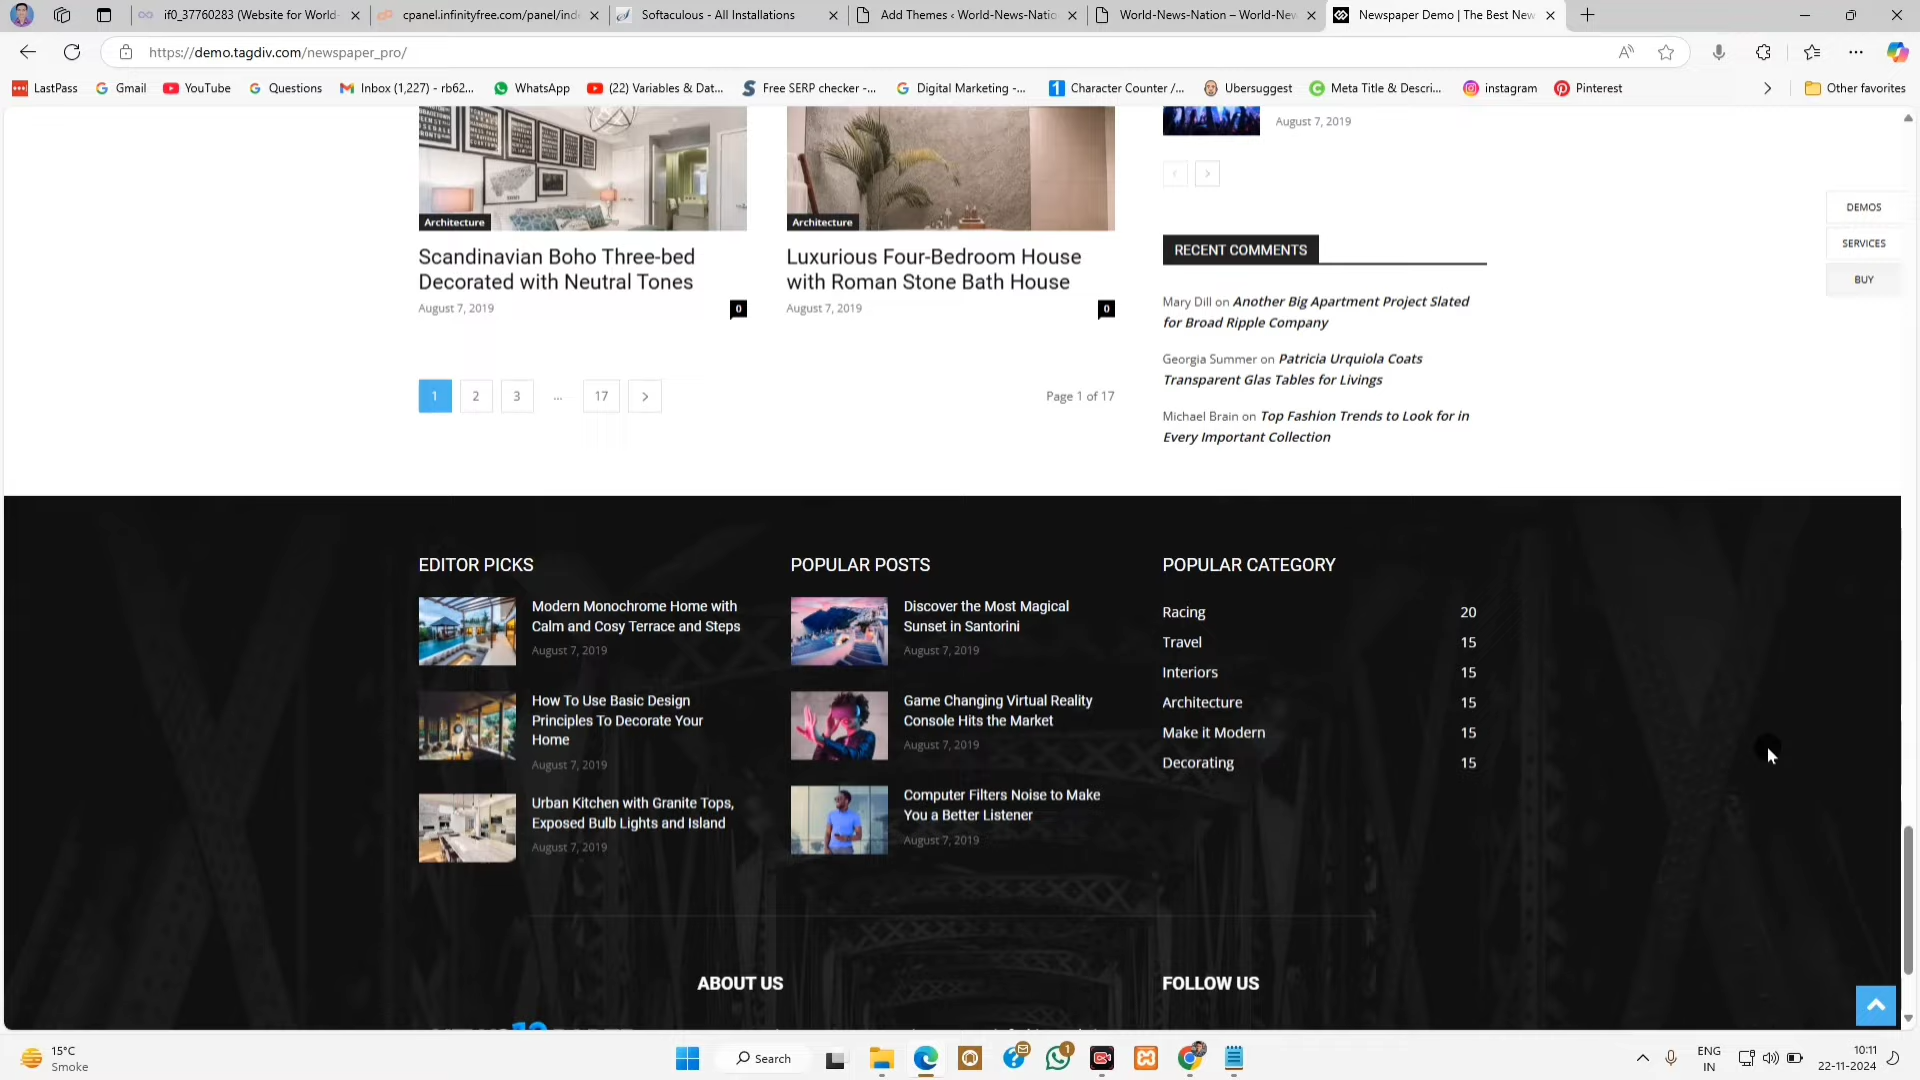 if0_37760283 (Website for World-
cpanel.infinityfree.com/panel/ind
Softaculous - All Installations
Add Themes ‹ World-News-Natio
World-News-Nation – World-New
Newspaper Demo | The Best New
https://demo.tagdiv.com/newspaper_pro/
LastPass
Gmail
YouTube
Questions
Inbox (1,227) - rb62...
WhatsApp
(22) Variables & Dat...
Free SERP checker -...
Digital Marketing -...
Character Counter /...
Ubersuggest
Meta Title & Descri...
instagram
Pinterest
Other favorites
August 7, 2019
DEMOS
SERVICES
BUY
Architecture
Scandinavian Boho Three-bed
Decorated with Neutral Tones
August 7, 2019
0
Architecture
Luxurious Four-Bedroom House
with Roman Stone Bath House
August 7, 2019
0
RECENT COMMENTS
Mary Dill on Another Big Apartment Project Slated
for Broad Ripple Company
Georgia Summer on Patricia Urquiola Coats
Transparent Glas Tables for Livings
Michael Brain on Top Fashion Trends to Look for in
Every Important Collection
1
2
3
...
17
Page 1 of 17
EDITOR PICKS
Modern Monochrome Home with
Calm and Cosy Terrace and Steps
August 7, 2019
How To Use Basic Design
Principles To Decorate Your
Home
August 7, 2019
Urban Kitchen with Granite Tops,
Exposed Bulb Lights and Island
August 7, 2019
POPULAR POSTS
Discover the Most Magical
Sunset in Santorini
August 7, 2019
Game Changing Virtual Reality
Console Hits the Market
August 7, 2019
Computer Filters Noise to Make
You a Better Listener
August 7, 2019
POPULAR CATEGORY
Racing 20
Travel 15
Interiors 15
Architecture 15
Make it Modern 15
Decorating 15
ABOUT US
FOLLOW US
15°C
Smoke
Search
1
ENG
IN
10:11
22-11-2024